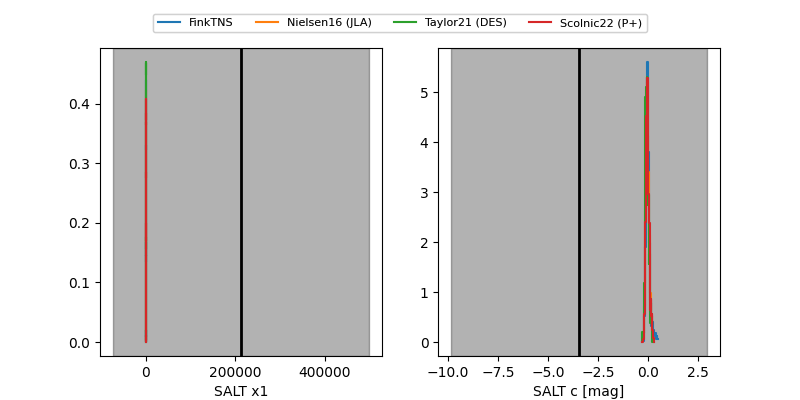 FinkTNS Nielsen16 (JLA) Taylor21 (DES) Scolnic22 (P+)
0.4
0.3
0.2
0.1
0.0
0 200000 400000
SALT x1
5
4
3
2
1
0
−10.0 −7.5 −5.0 −2.5 0.0 2.5
SALT c [mag]